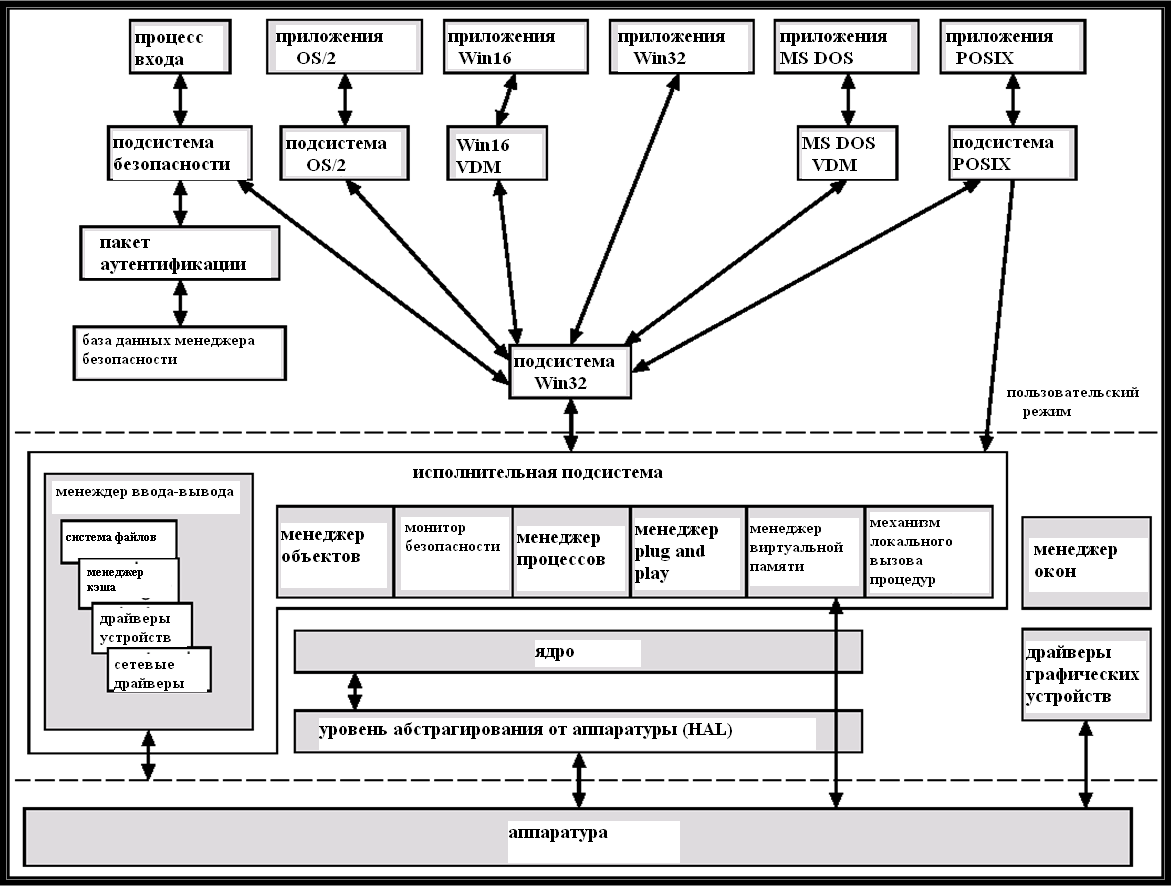 процесс
входа
приложения
OS/2
приложения
Win16
приложения
Win32
приложения
MS DOS
приложения
POSIX
подсистема
безопасности
подсистема
OS/2
Win16
VDM
MS DOS
VDM
подсистема
POSIX
пакет
аутентификации
база данных менеджера
безопасности
подсистема
Win32
пользовательский
режим
исполнительная подсистема
менеждер ввода-вывода
система файлов
менеджер
кэша
драйверы
устройств
сетевые
драйверы
менеджер
объектов
монитор
безопасности
менеджер
процессов
менеджер
plug and
play
менеджер
виртуальной
памяти
механизм
локального
вызова
процедур
менеджер
окон
ядро
драйверы
графических
устройств
уровень абстрагирования от аппаратуры (HAL)
аппаратура